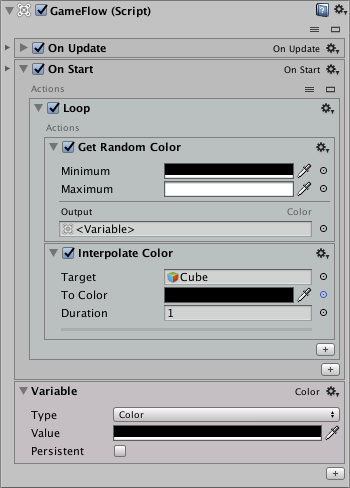 GameFlow (Script)
On Update On Update
On Start On Start
Actions
Loop
Actions
Get Random Color
Minimum
Maximum
Output Color
<Variable>
Interpolate Color
Target Cube
To Color
Duration 1
Variable Color
Type Color
Value
Persistent